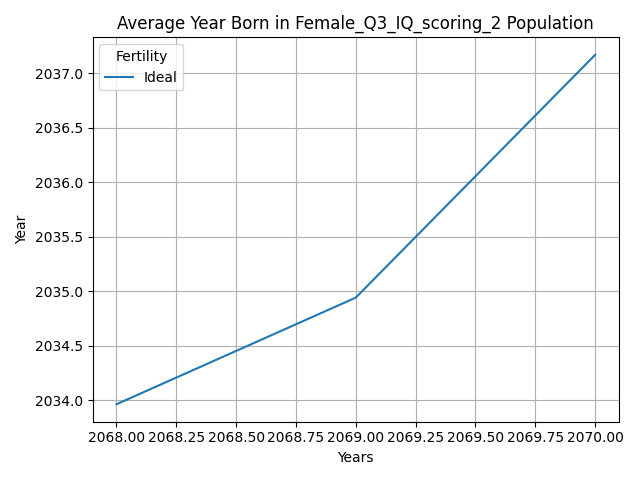 Average Year Born in Female_Q3_IQ_scoring_2 Population
Fertility
Ideal
2037.0
2036.5
2036.0
2035.5
2035.0
2034.5
2034.0
Year
2068.00 2068.25 2068.50 2068.75 2069.00 2069.25 2069.50 2069.75 2070.00
Years